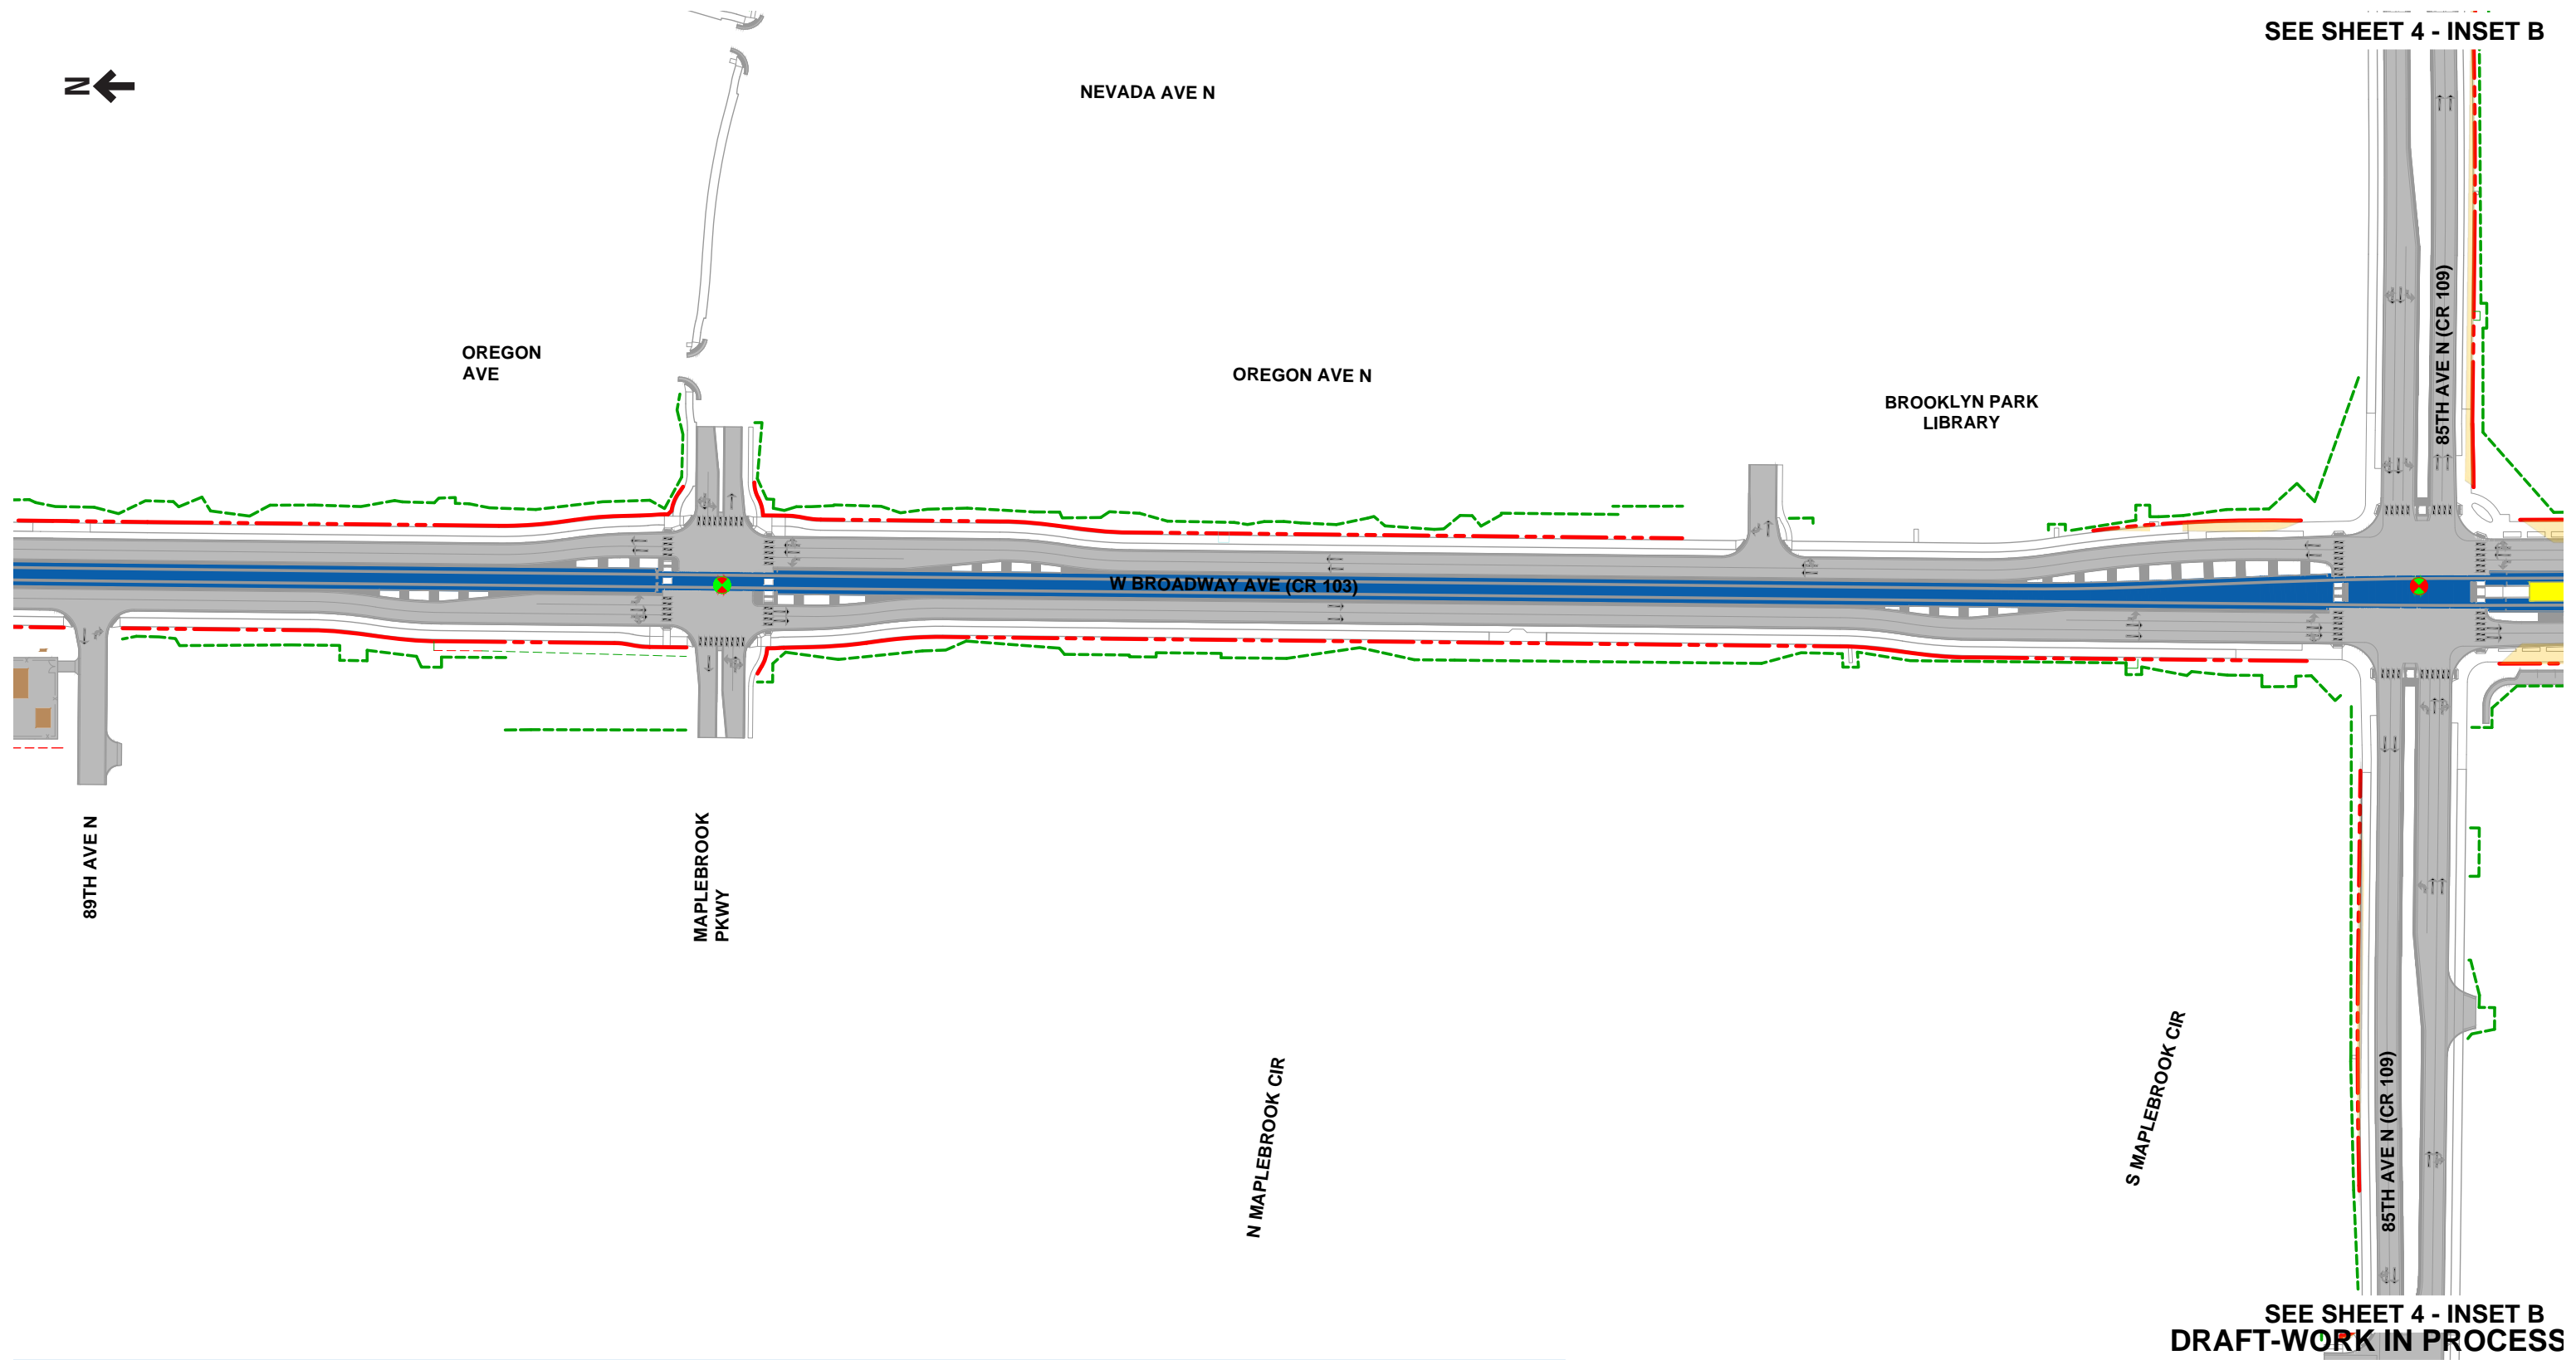 SEE SHEET 4 - INSET B
N
NEVADA AVE N
OREGON
AVE
OREGON AVE N
BROOKLYN PARK
LIBRARY
85TH AVE N (CR 109)
W BROADWAY AVE (CR 103)
89TH AVE N
MAPLEBROOK
PKWY
N MAPLEBROOK CIR
S MAPLEBROOK CIR
85TH AVE N (CR 109)
SEE SHEET 4 - INSET B
DRAFT-WORK IN PROCESS